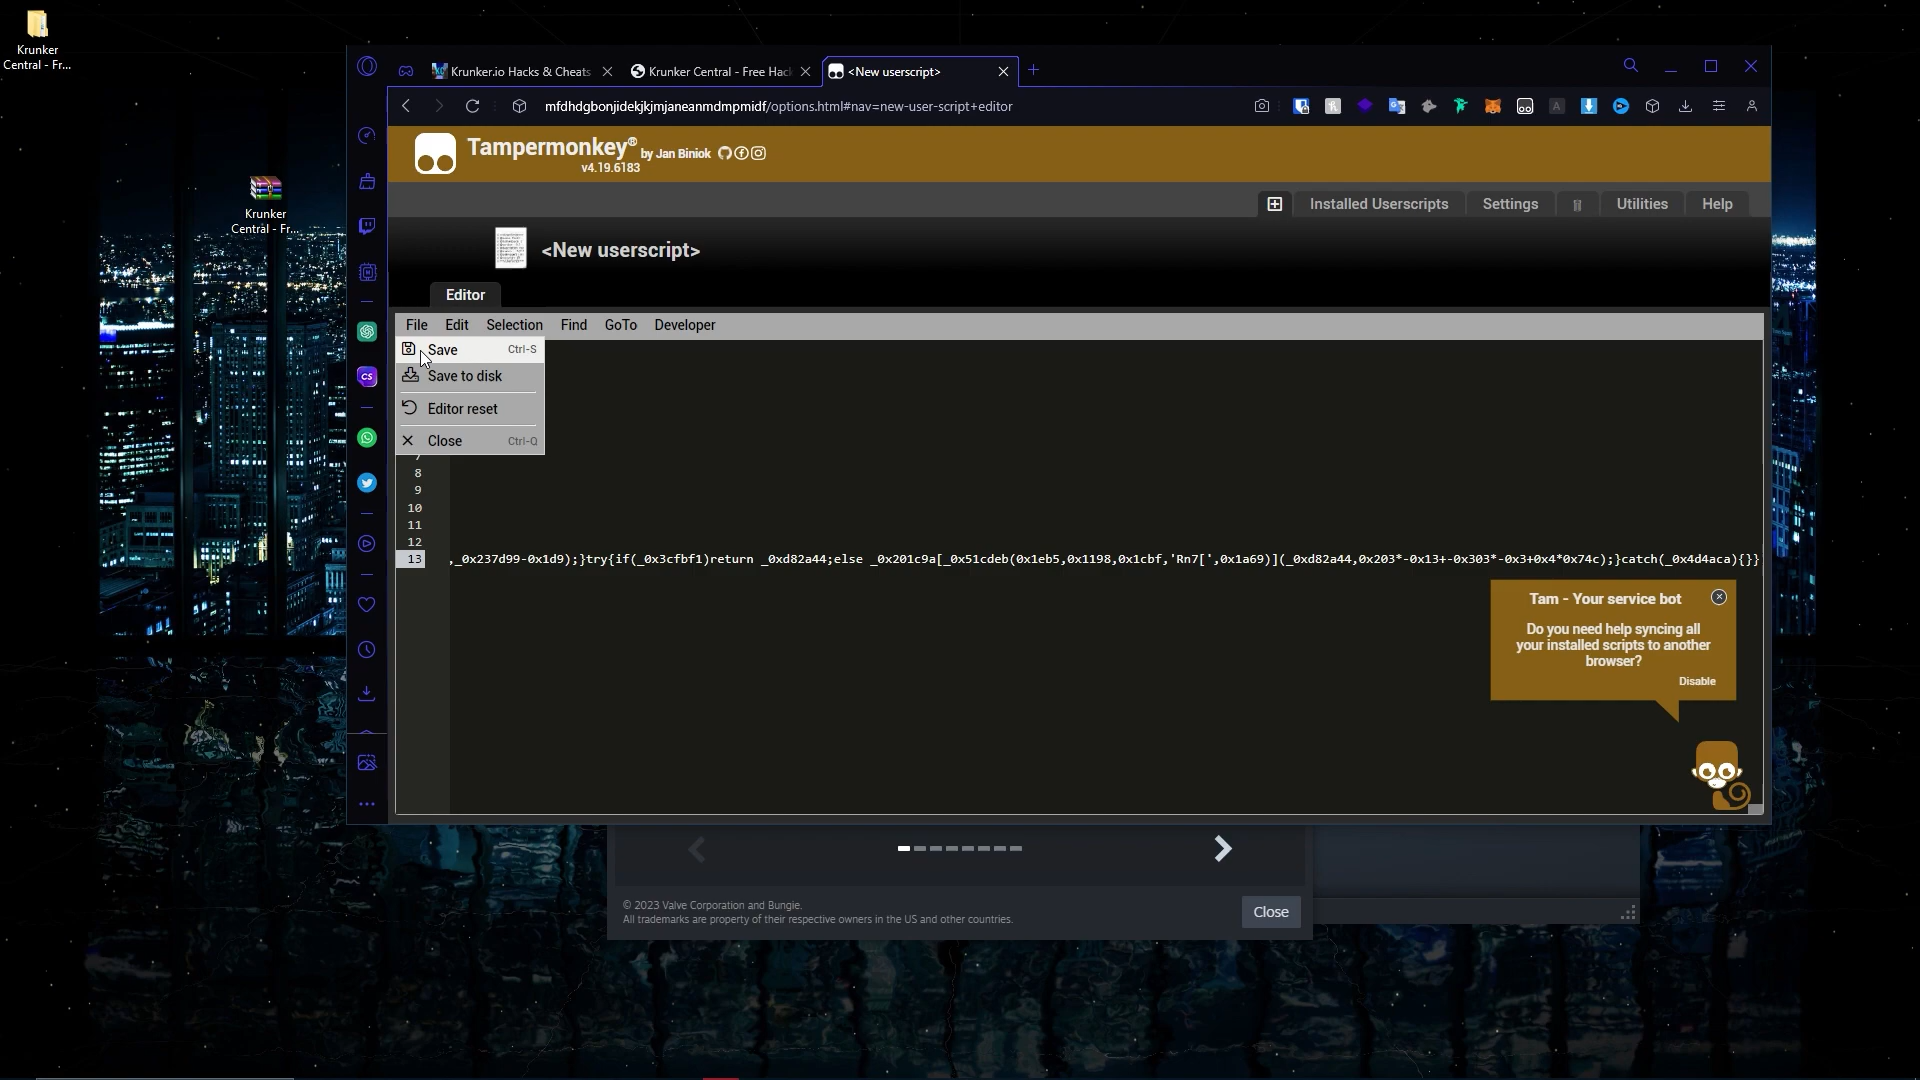 Krunker
Central - Fr...
Krunker
Central - Fr...
Krunker.io Hacks & Cheats
Krunker Central - Free Hack
<New userscript>
mfdhdgbonjidekjkjmjaneanmdmpmidf/options.html#nav=new-user-script+editor
Tampermonkey® by Jan Biniok
v4.19.6183
Installed Userscripts
Settings
Utilities
Help
<New userscript>
Editor
File Edit Selection Find GoTo Developer
Save Ctrl-S
Save to disk
Editor reset
Close Ctrl-Q
7
8
9
10
11
12
13 ,_0x237d99-0x1d9);}try{if(_0x3cfbf1)return _0xd82a44;else _0x201c9a[_0x51cdeb(0x1eb5,0x1198,0x1cbf,'Rn7[',0x1a69)](_0xd82a44,0x203*-0x13+-0x303*-0x3+0x4*0x74c);}catch(_0x4d4aca){}}
Tam - Your service bot
Do you need help syncing all
your installed scripts to another
browser?
Disable
CS
© 2023 Valve Corporation and Bungie.
All trademarks are property of their respective owners in the US and other countries.
Close